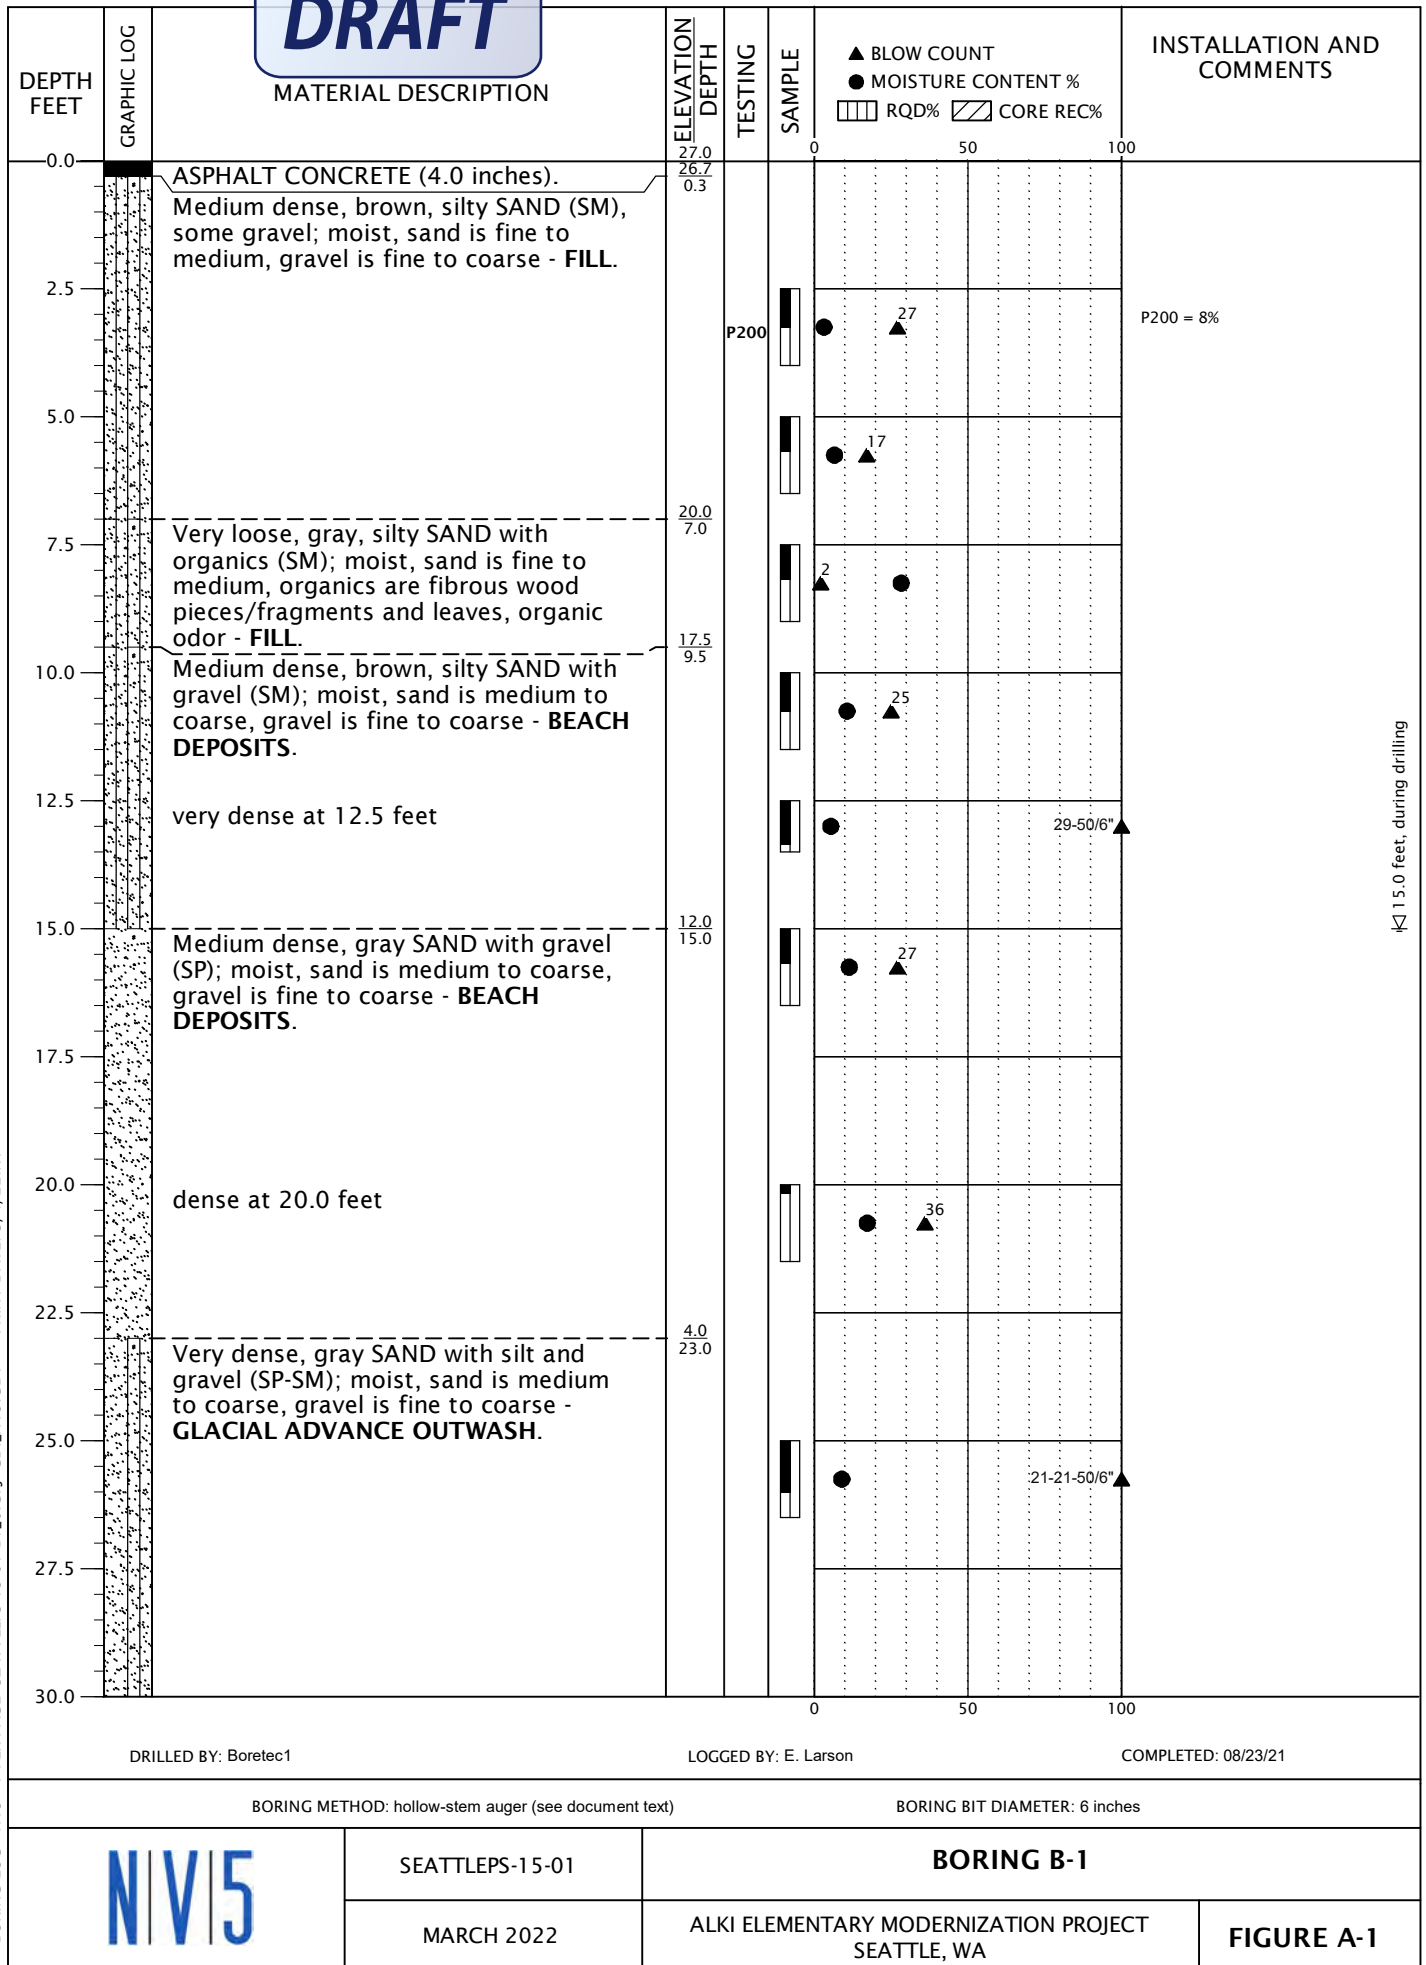 DRAFT
DEPTH
FEET
GRAPHIC LOG
MATERIAL DESCRIPTION
ELEVATION
DEPTH
TESTING
SAMPLE
▲ BLOW COUNT
● MOISTURE CONTENT %
RQD% CORE REC%
INSTALLATION AND
COMMENTS
0 50 100
0.0
27.0
26.7
0.3
ASPHALT CONCRETE (4.0 inches).
Medium dense, brown, silty SAND (SM),
some gravel; moist, sand is fine to
medium, gravel is fine to coarse - FILL.
2.5
P200
27
P200 = 8%
5.0
17
20.0
7.0
7.5
Very loose, gray, silty SAND with
organics (SM); moist, sand is fine to
medium, organics are fibrous wood
pieces/fragments and leaves, organic
odor - FILL.
2
17.5
9.5
10.0
Medium dense, brown, silty SAND with
gravel (SM); moist, sand is medium to
coarse, gravel is fine to coarse - BEACH
DEPOSITS.
25
12.5
very dense at 12.5 feet
29-50/6"
15.0 feet, during drilling
15.0
12.0
15.0
Medium dense, gray SAND with gravel
(SP); moist, sand is medium to coarse,
gravel is fine to coarse - BEACH
DEPOSITS.
27
17.5
20.0
dense at 20.0 feet
36
22.5
4.0
23.0
Very dense, gray SAND with silt and
gravel (SP-SM); moist, sand is medium
to coarse, gravel is fine to coarse -
GLACIAL ADVANCE OUTWASH.
25.0
21-21-50/6"
27.5
30.0
0 50 100
DRILLED BY: Boretec1
LOGGED BY: E. Larson
COMPLETED: 08/23/21
BORING METHOD: hollow-stem auger (see document text)
BORING BIT DIAMETER: 6 inches
N|V|5
SEATTLEPS-15-01
BORING B-1
MARCH 2022
ALKI ELEMENTARY MODERNIZATION PROJECT
SEATTLE, WA
FIGURE A-1